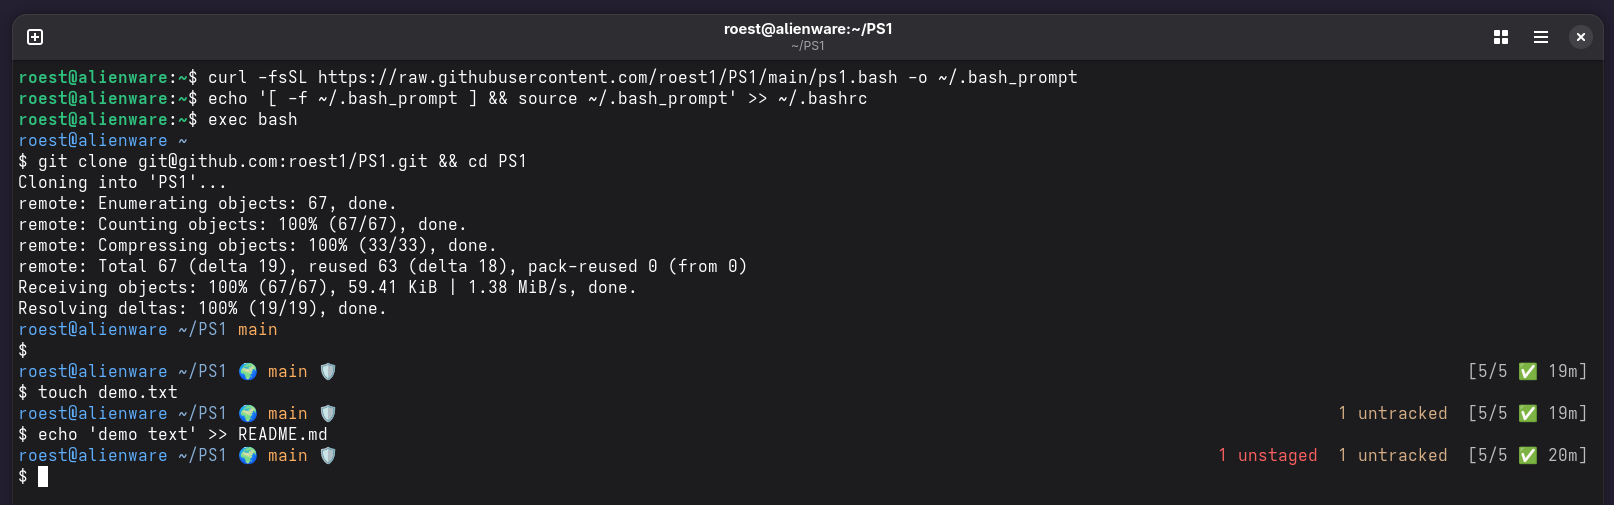 roest@alienware:~/PS1
~/PS1
roest@alienware:~$ curl -fsSL https://raw.githubusercontent.com/roest1/PS1/main/ps1.bash -o ~/.bash_prompt
roest@alienware:~$ echo '[ -f ~/.bash_prompt ] && source ~/.bash_prompt' >> ~/.bashrc
roest@alienware:~$ exec bash
roest@alienware ~
$ git clone git@github.com:roest1/PS1.git && cd PS1
Cloning into 'PS1'...
remote: Enumerating objects: 67, done.
remote: Counting objects: 100% (67/67), done.
remote: Compressing objects: 100% (33/33), done.
remote: Total 67 (delta 19), reused 63 (delta 18), pack-reused 0 (from 0)
Receiving objects: 100% (67/67), 59.41 KiB | 1.38 MiB/s, done.
Resolving deltas: 100% (19/19), done.
roest@alienware ~/PS1 main
$
roest@alienware ~/PS1 🌍 main 🛡️ [5/5 ✅ 19m]
$ touch demo.txt
roest@alienware ~/PS1 🌍 main 🛡️ 1 untracked [5/5 ✅ 19m]
$ echo 'demo text' >> README.md
roest@alienware ~/PS1 🌍 main 🛡️ 1 unstaged 1 untracked [5/5 ✅ 20m]
$